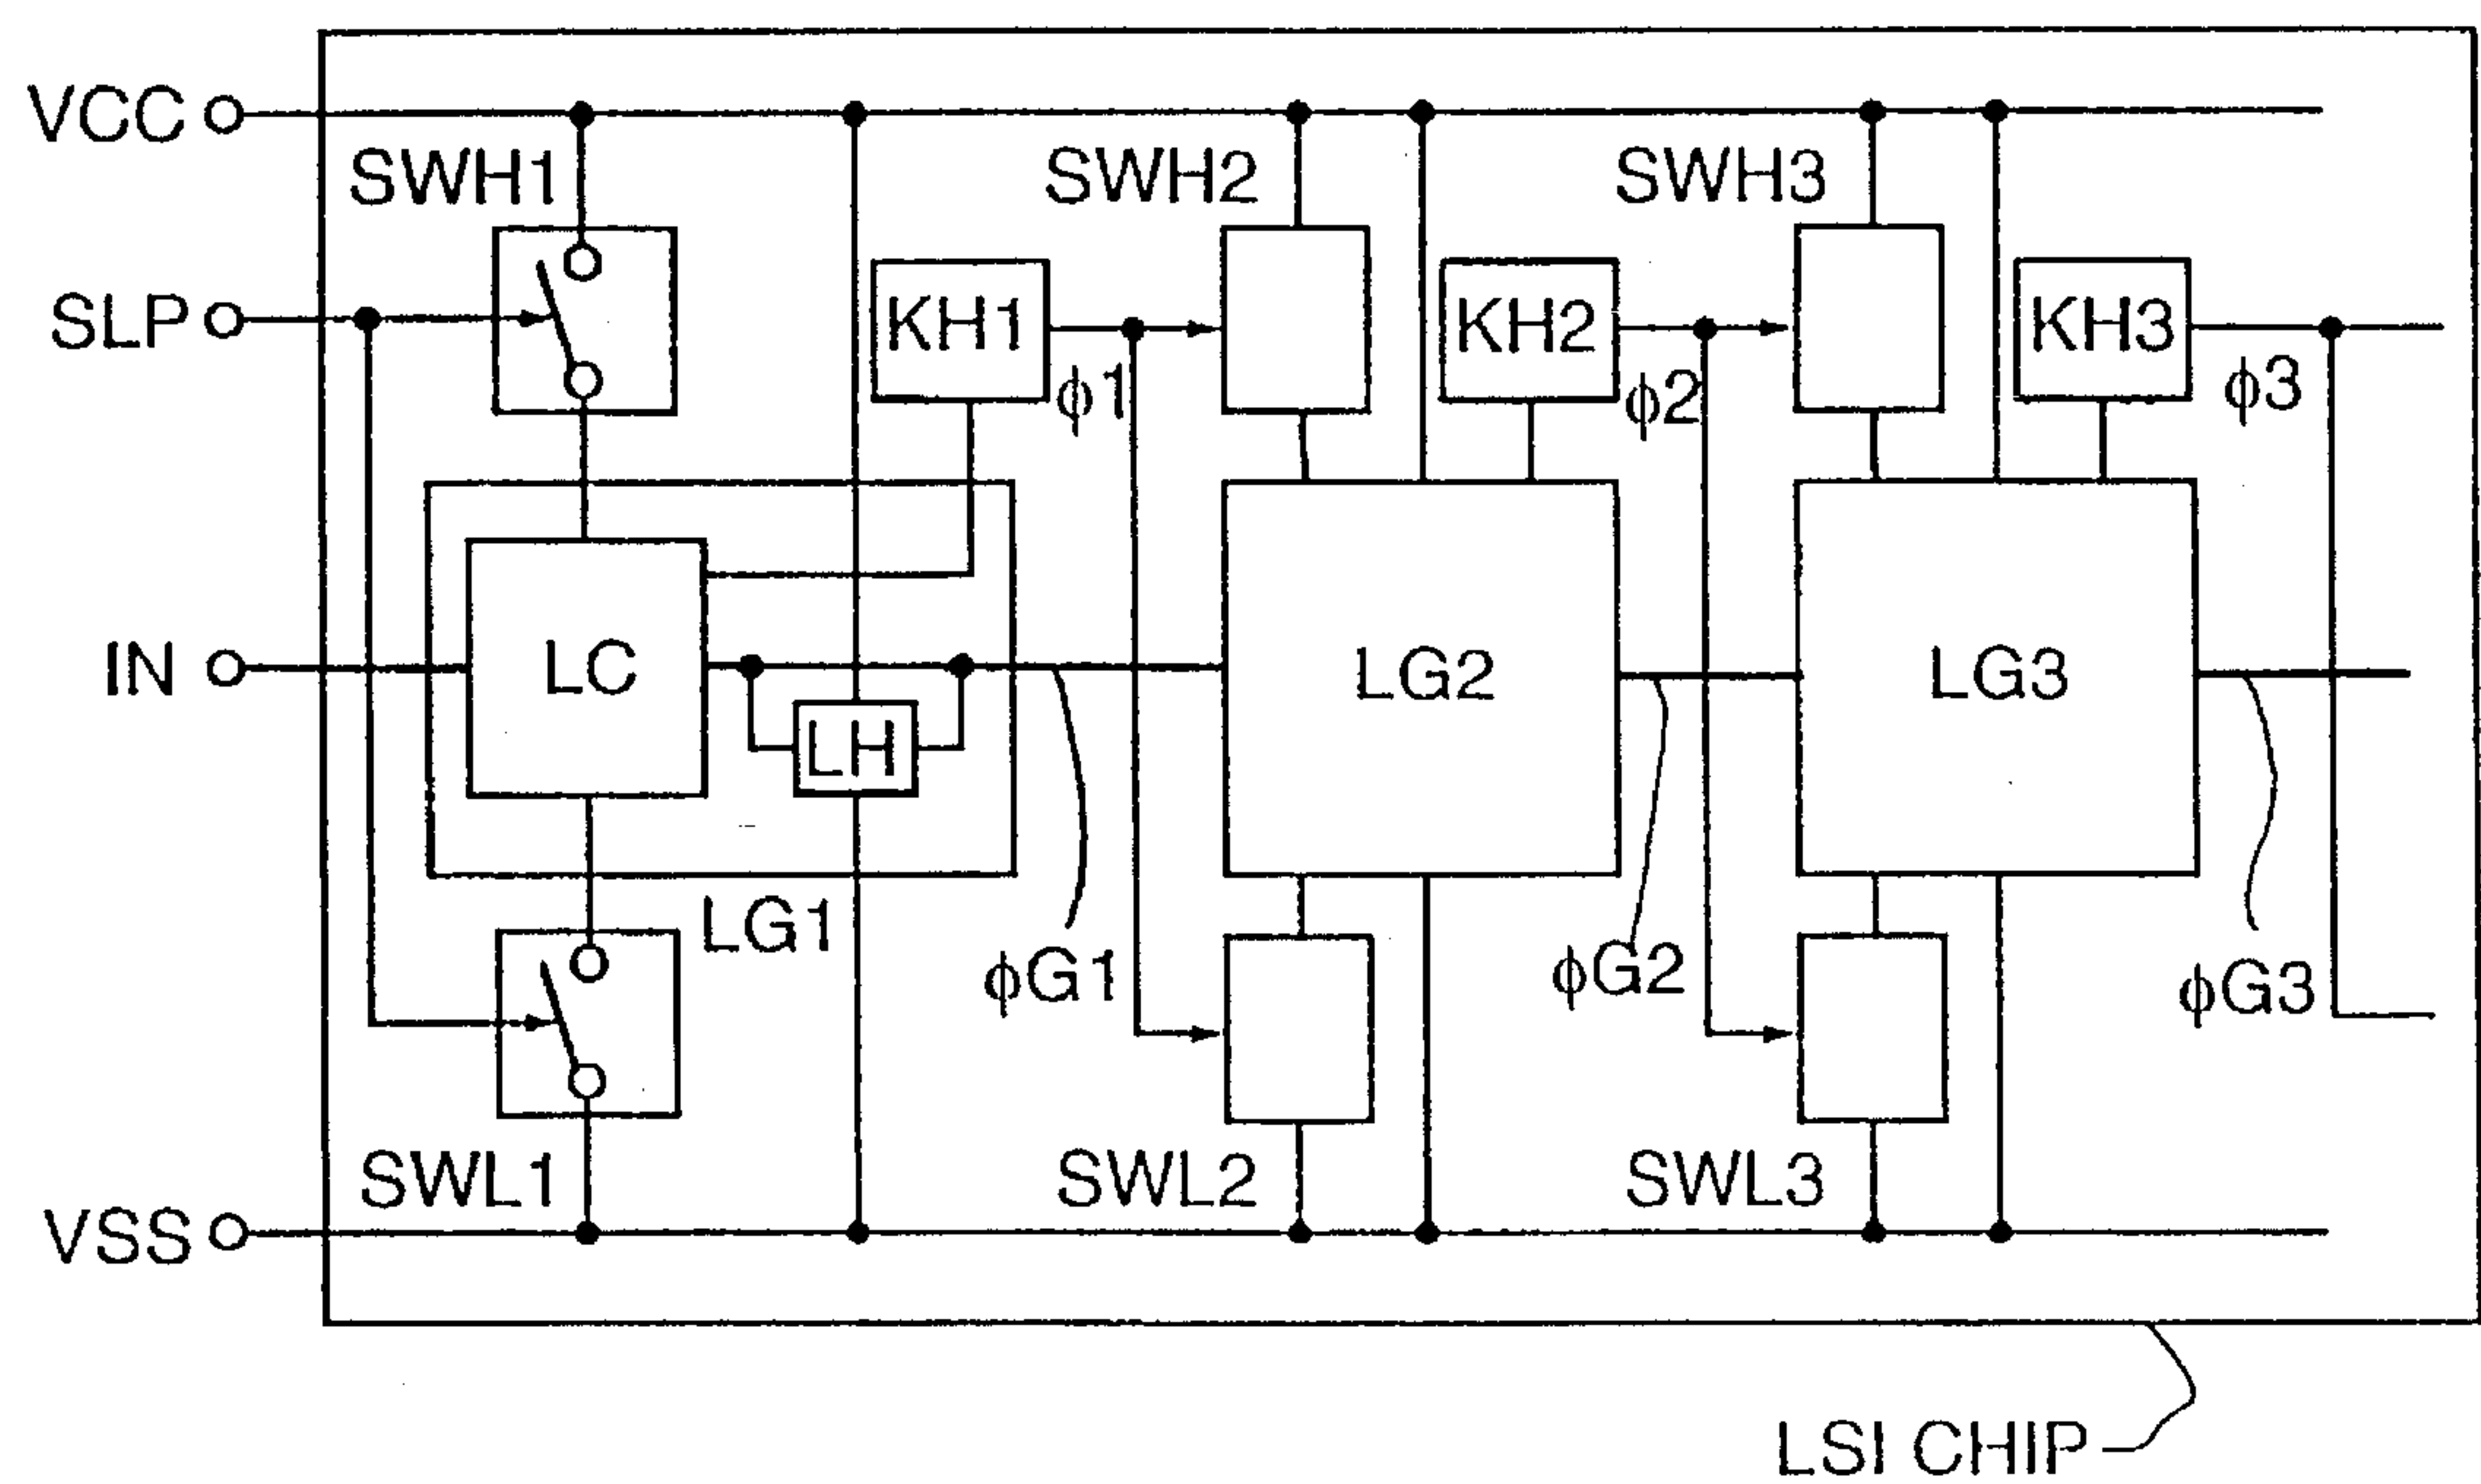 VCC
SWH1
SWH2
SWH3
SLP
KH1
KH2
KH3
ϕ1
ϕ2
ϕ3
IN
LC
LG2
LG3
LH
LG1
ϕG1
ϕG2
ϕG3
SWL1
SWL2
SWL3
VSS
LSI CHIP